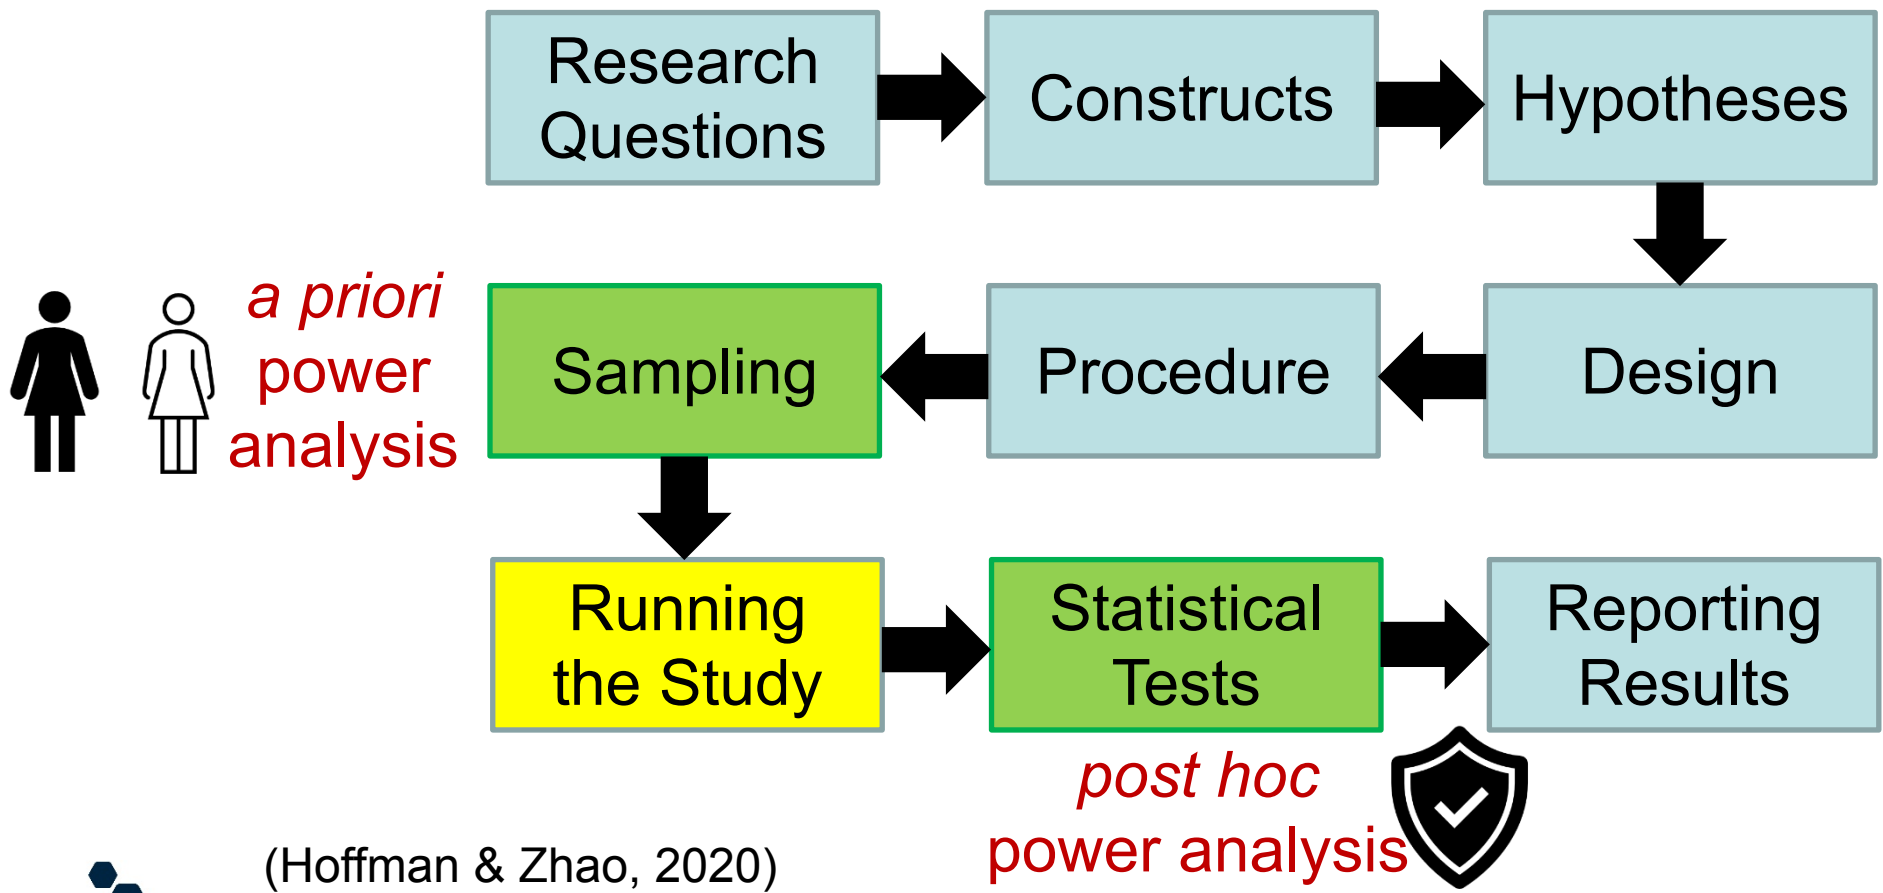 Research
Questions
Constructs
Hypotheses
a priori
power
analysis
Sampling
Procedure
Design
Running
the Study
Statistical
Tests
Reporting
Results
post hoc
power analysis
(Hoffman & Zhao, 2020)